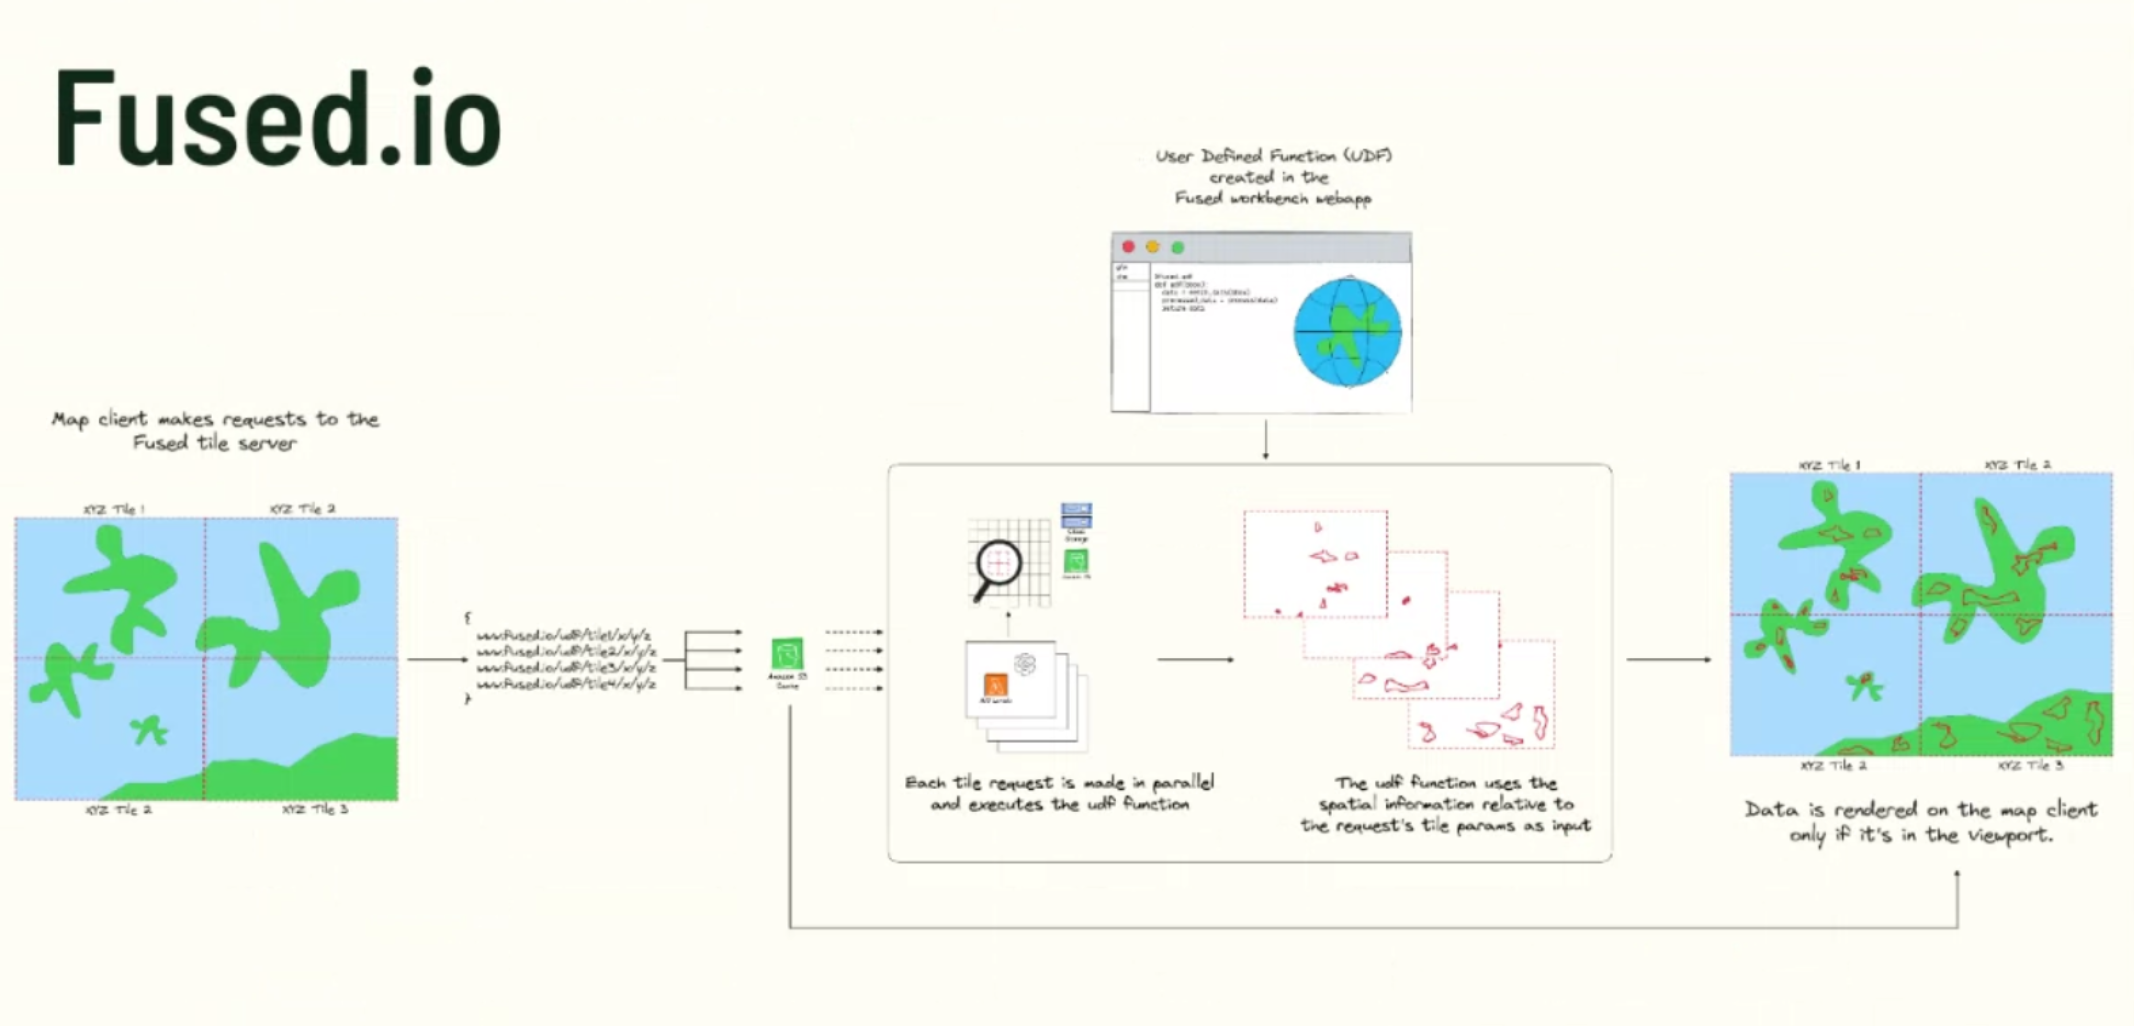 Fused.io
User Defined Function (UDF)
created in the
Fused workbench webapp
Map client makes requests to the
Fused tile server
XYZ Tile 1
XYZ Tile 2
XYZ Tile 2
XYZ Tile 3
{
www.fused.io/udf/tile1/x/y/z
www.fused.io/udf/tile2/x/y/z
www.fused.io/udf/tile3/x/y/z
www.fused.io/udf/tile4/x/y/z
}
Amazon S3
Cache
Storage
Each tile request is made in parallel
and executes the udf function
The udf function uses the
spatial information relative to
the request's tile params as input
XYZ Tile 1
XYZ Tile 2
XYZ Tile 2
XYZ Tile 3
Data is rendered on the map client
only if it's in the viewport.